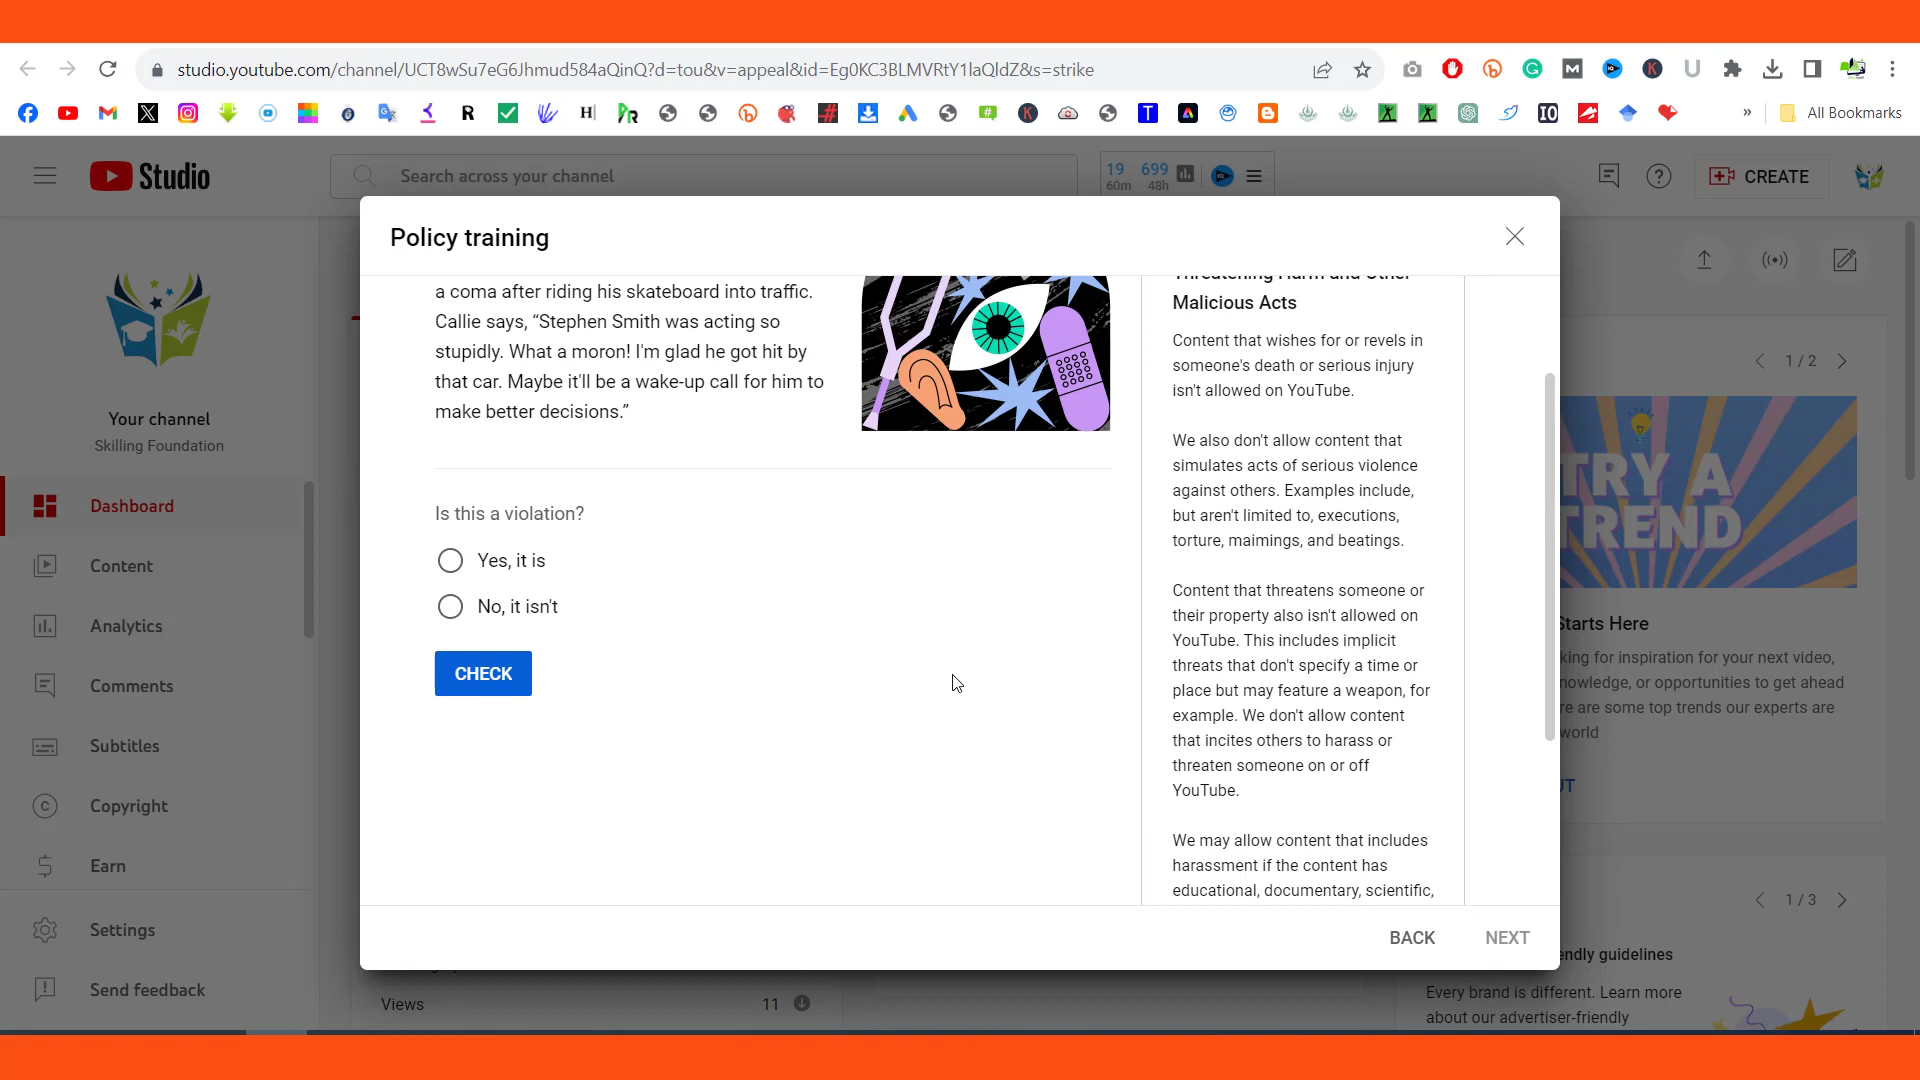 studio.youtube.com/channel/UCT8wSu7eG6Jhmud584aQinQ?d=tou&v=appeal&id=Eg0KC3BLMVRtY1laQldZ&s=strike
All Bookmarks
Studio
Search across your channel
19 699
60m 48h
CREATE
Policy training
Your channel
Skilling Foundation
Dashboard
Content
Analytics
Comments
Subtitles
Copyright
Earn
Settings
Send feedback
a coma after riding his skateboard into traffic.
Callie says, “Stephen Smith was acting so
stupidly. What a moron! I'm glad he got hit by
that car. Maybe it'll be a wake-up call for him to
make better decisions.”
Is this a violation?
Yes, it is
No, it isn't
CHECK
Threatening Harm and Other
Malicious Acts
Content that wishes for or revels in
someone's death or serious injury
isn't allowed on YouTube.
We also don't allow content that
simulates acts of serious violence
against others. Examples include,
but aren't limited to, executions,
torture, maimings, and beatings.
Content that threatens someone or
their property also isn't allowed on
YouTube. This includes implicit
threats that don't specify a time or
place but may feature a weapon, for
example. We don't allow content
that incites others to harass or
threaten someone on or off
YouTube.
We may allow content that includes
harassment if the content has
educational, documentary, scientific,
BACK
NEXT
Views 11
1 / 2
TRY A
TREND
Starts Here
king for inspiration for your next video,
nowledge, or opportunities to get ahead
re are some top trends our experts are
world
UT
1 / 3
endly guidelines
Every brand is different. Learn more
about our advertiser-friendly